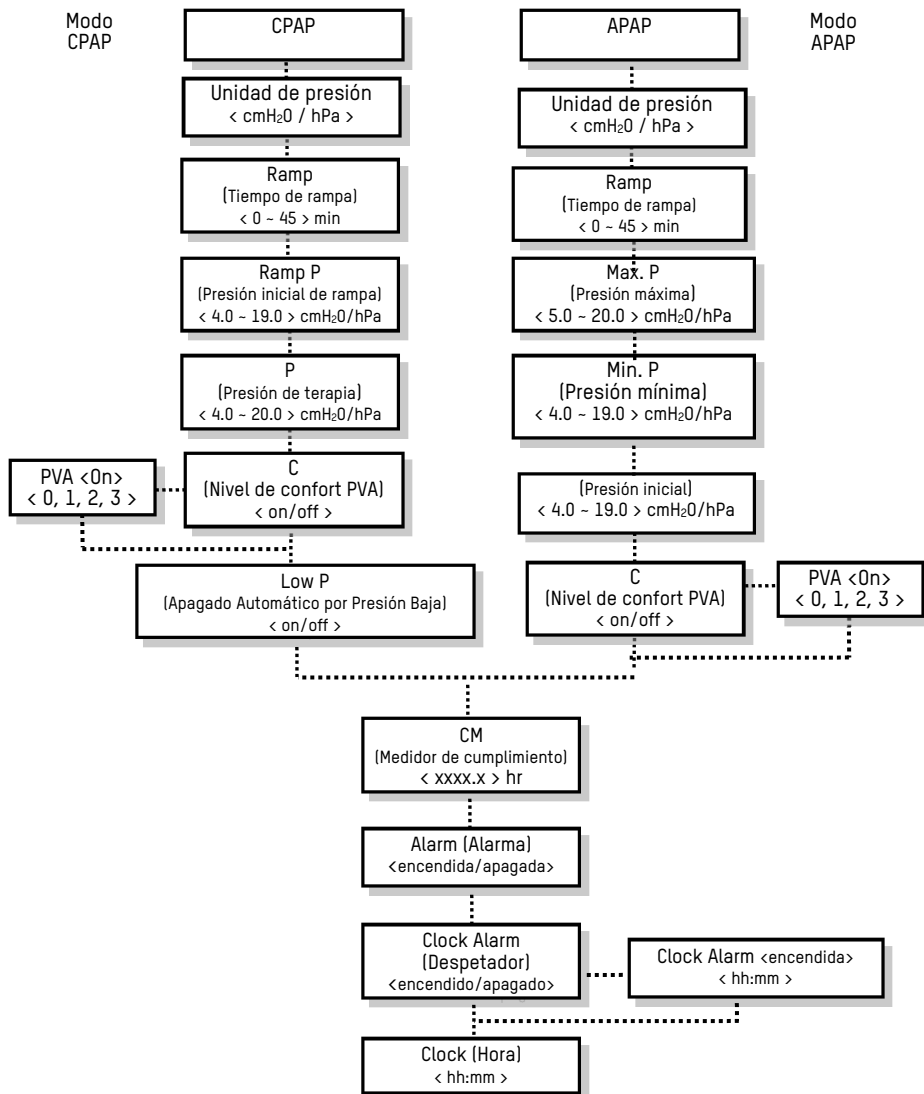 Modo
CPAP
CPAP
Unidad de presión
< cmH₂O / hPa >
Ramp
(Tiempo de rampa)
< 0 ~ 45 > min
Ramp P
(Presión inicial de rampa)
< 4.0 ~ 19.0 > cmH₂O/hPa
P
(Presión de terapia)
< 4.0 ~ 20.0 > cmH₂O/hPa
C
(Nivel de confort PVA)
< on/off >
PVA <On>
< 0, 1, 2, 3 >
Low P
(Apagado Automático por Presión Baja)
< on/off >
APAP
Modo
APAP
Unidad de presión
< cmH₂O / hPa >
Ramp
(Tiempo de rampa)
< 0 ~ 45 > min
Max. P
(Presión máxima)
< 5.0 ~ 20.0 > cmH₂O/hPa
Min. P
(Presión mínima)
< 4.0 ~ 19.0 > cmH₂O/hPa
(Presión inicial)
< 4.0 ~ 19.0 > cmH₂O/hPa
C
(Nivel de confort PVA)
< on/off >
PVA <On>
< 0, 1, 2, 3 >
CM
(Medidor de cumplimiento)
< xxxx.x > hr
Alarm (Alarma)
<encendida/apagada>
Clock Alarm
(Despetador)
<encendido/apagado>
Clock Alarm <encendida>
< hh:mm >
Clock (Hora)
< hh:mm >